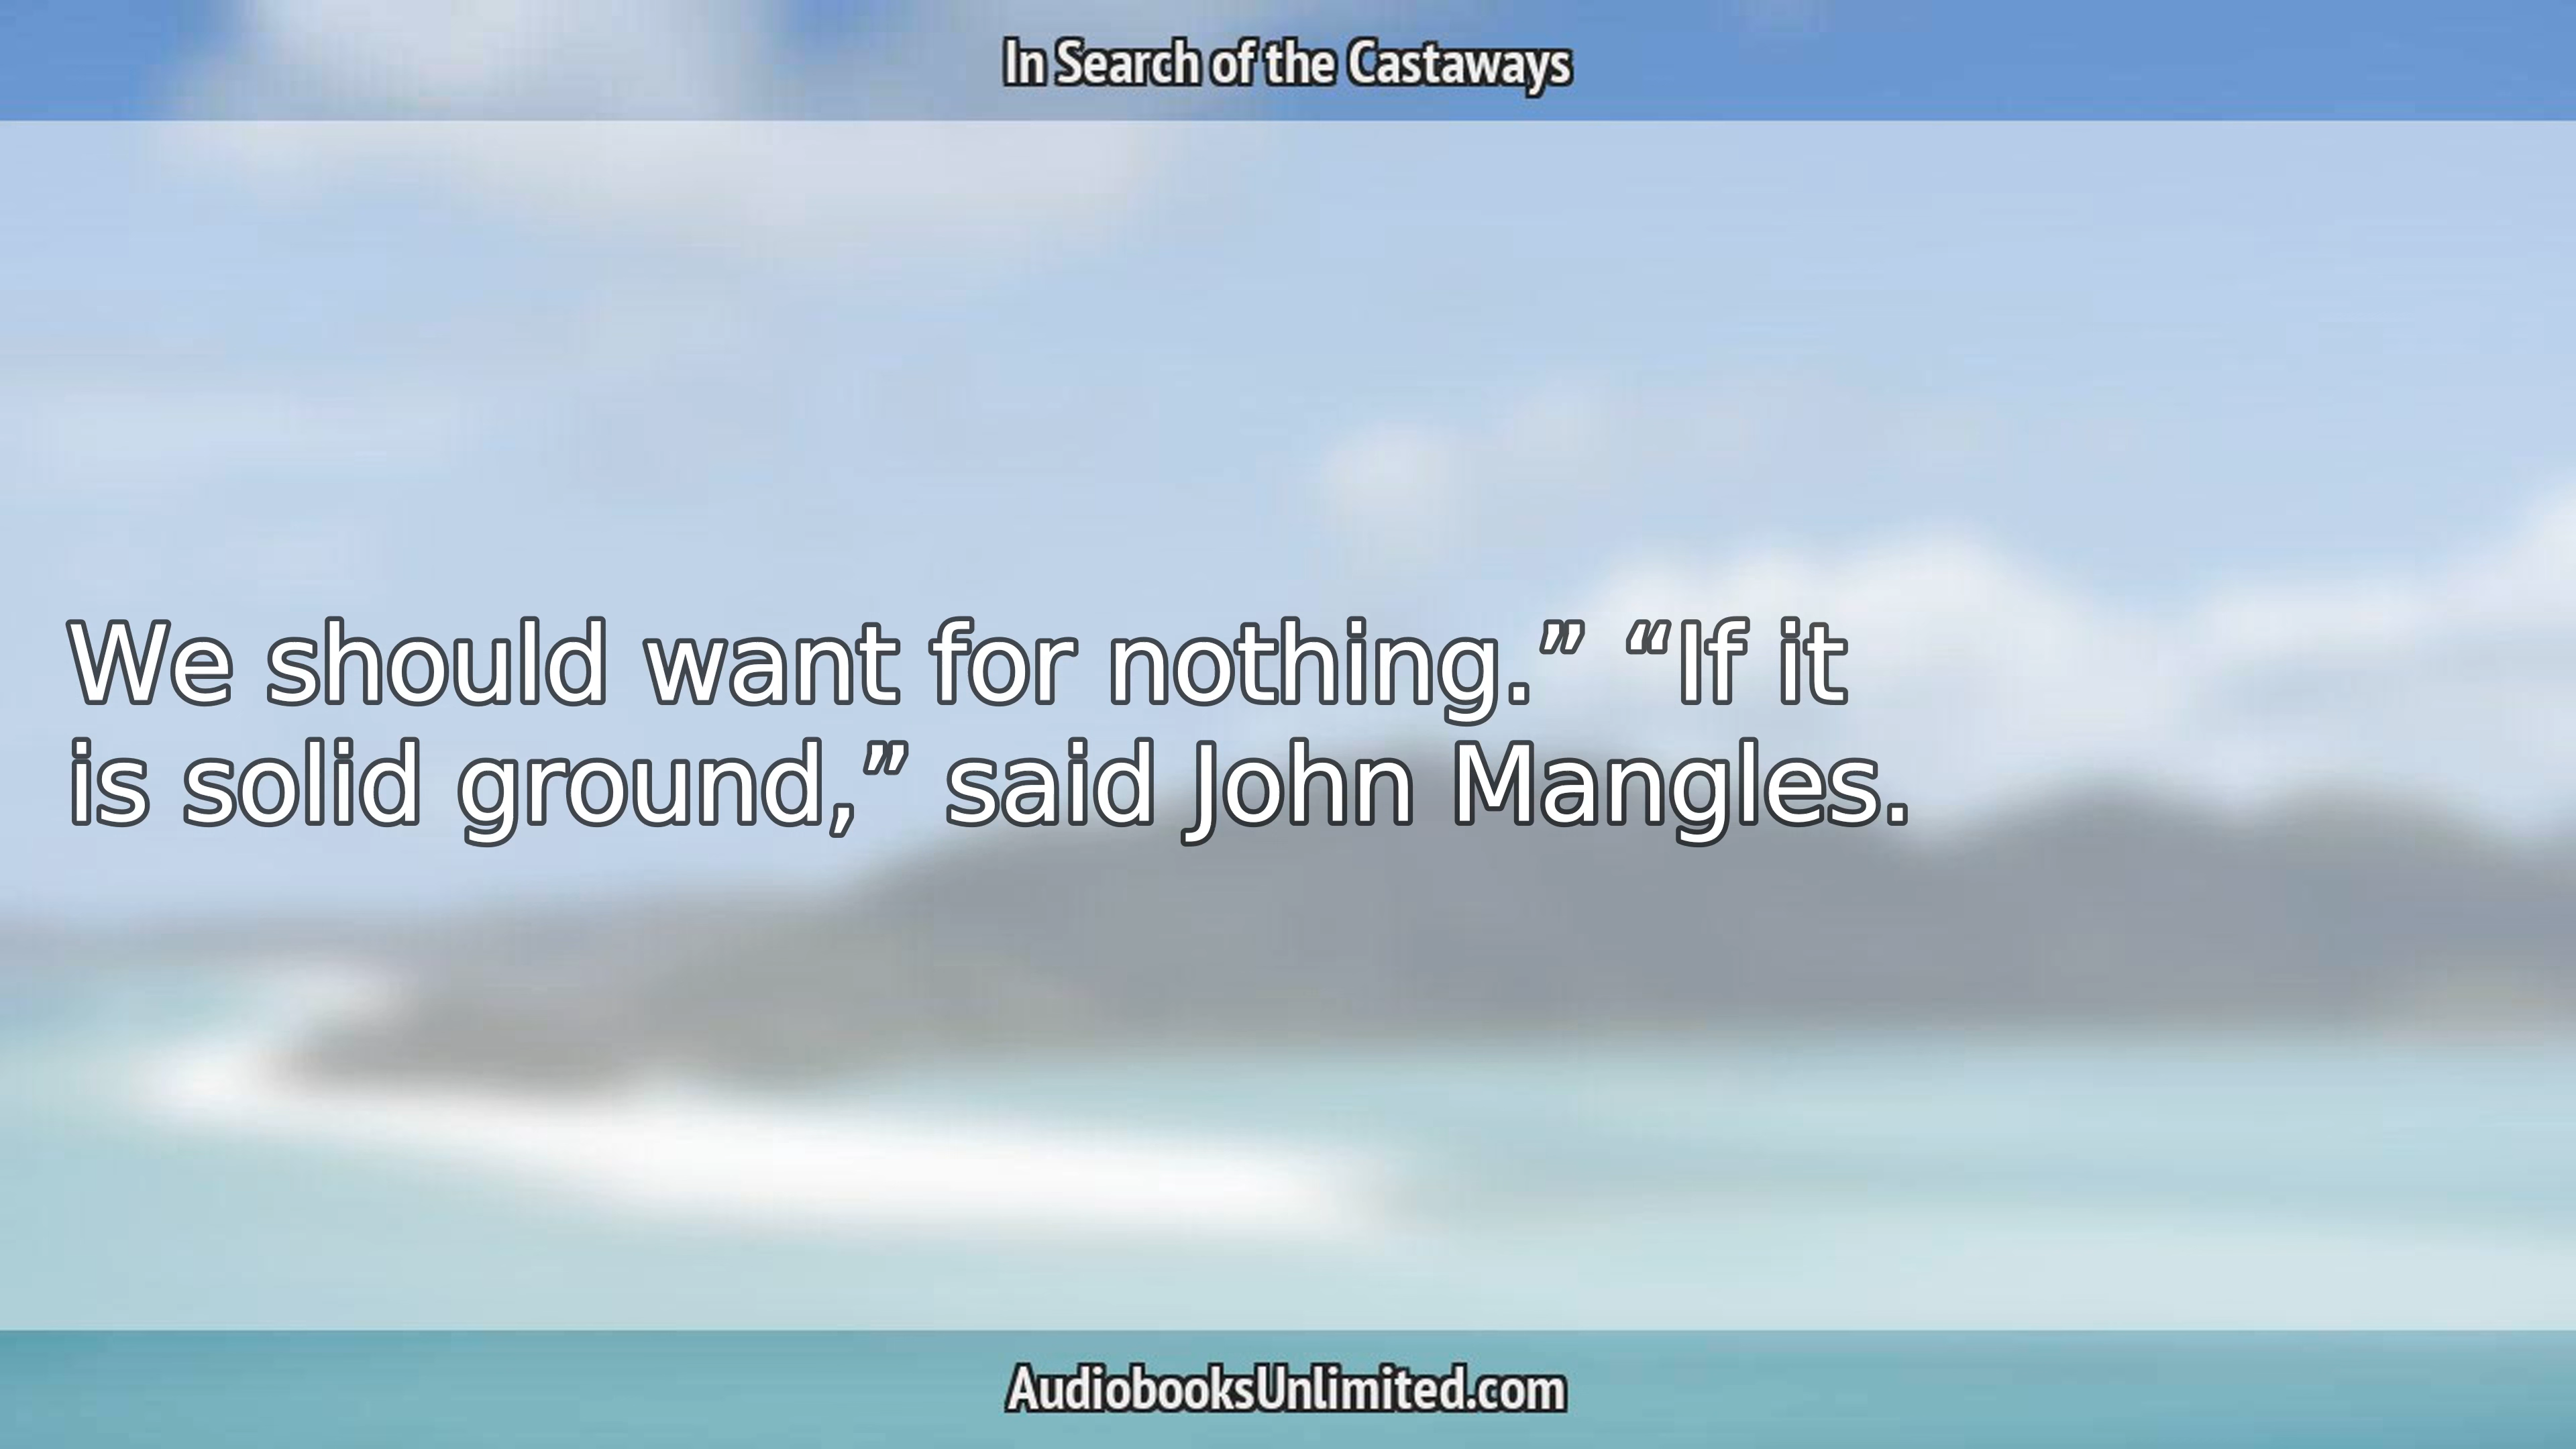 In Search of the Castaways
We should want for nothing.” “If it
is solid ground,” said John Mangles.
AudiobooksUnlimited.com